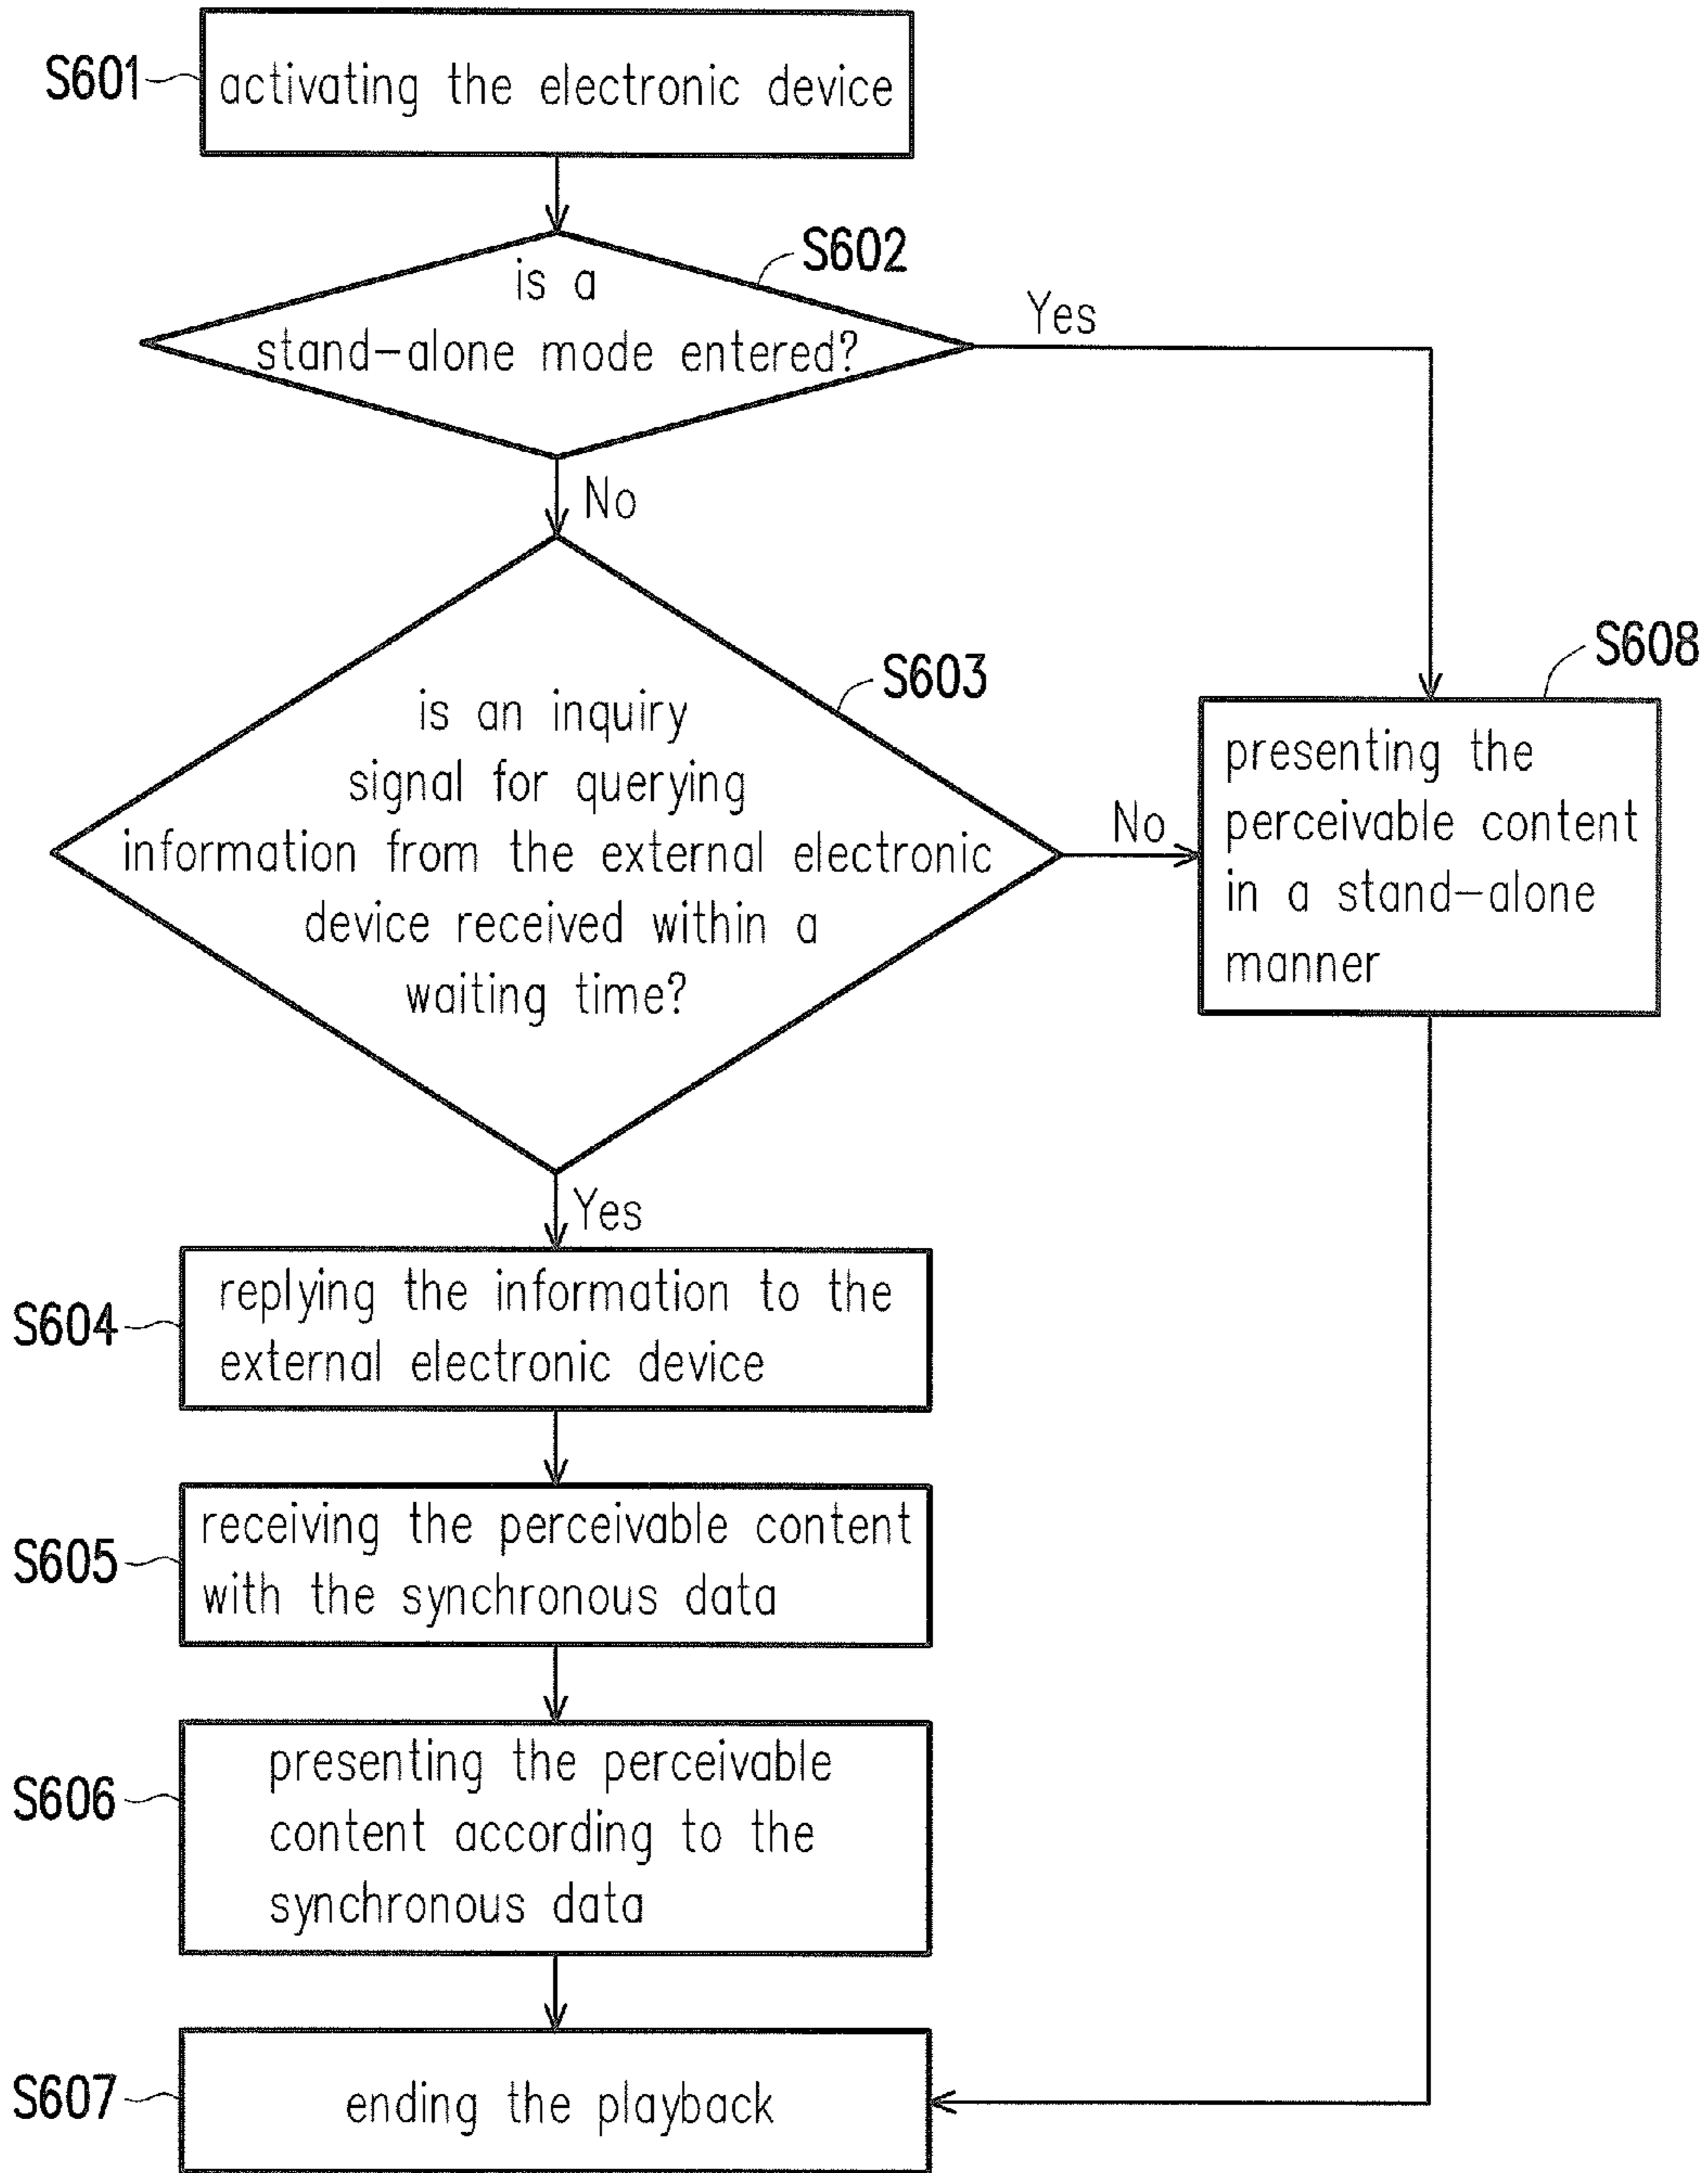 S601
activating the electronic device
S602
is a
stand-alone mode entered?
Yes
No
S603
is an inquiry
signal for querying
information from the external electronic
device received within a
waiting time?
No
S608
presenting the
perceivable content
in a stand-alone
manner
Yes
S604
replying the information to the
external electronic device
S605
receiving the perceivable content
with the synchronous data
S606
presenting the perceivable
content according to the
synchronous data
S607
ending the playback